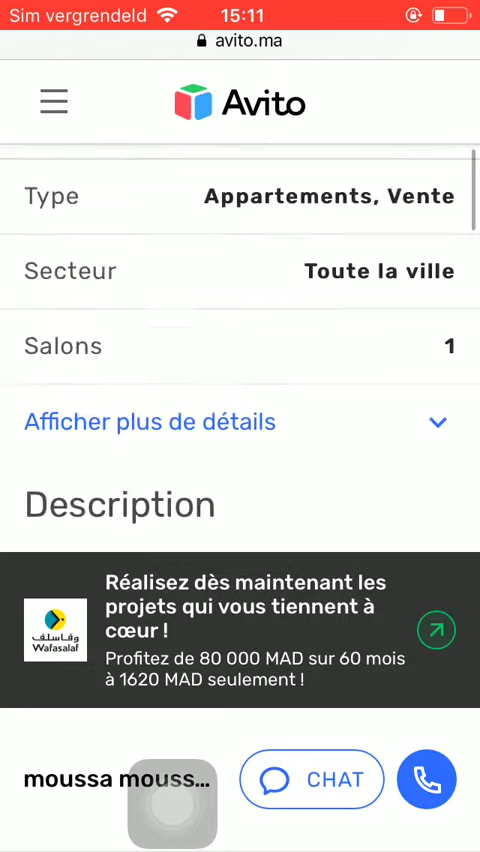 Sim vergrendeld 15:11
avito.ma
Avito
Type Appartements, Vente
Secteur Toute la ville
Salons 1
Afficher plus de détails
Description
Réalisez dès maintenant les
projets qui vous tiennent à
cœur !
Profitez de 80 000 MAD sur 60 mois
à 1620 MAD seulement !
وفاسلف
Wafasalaf
moussa mouss...
CHAT